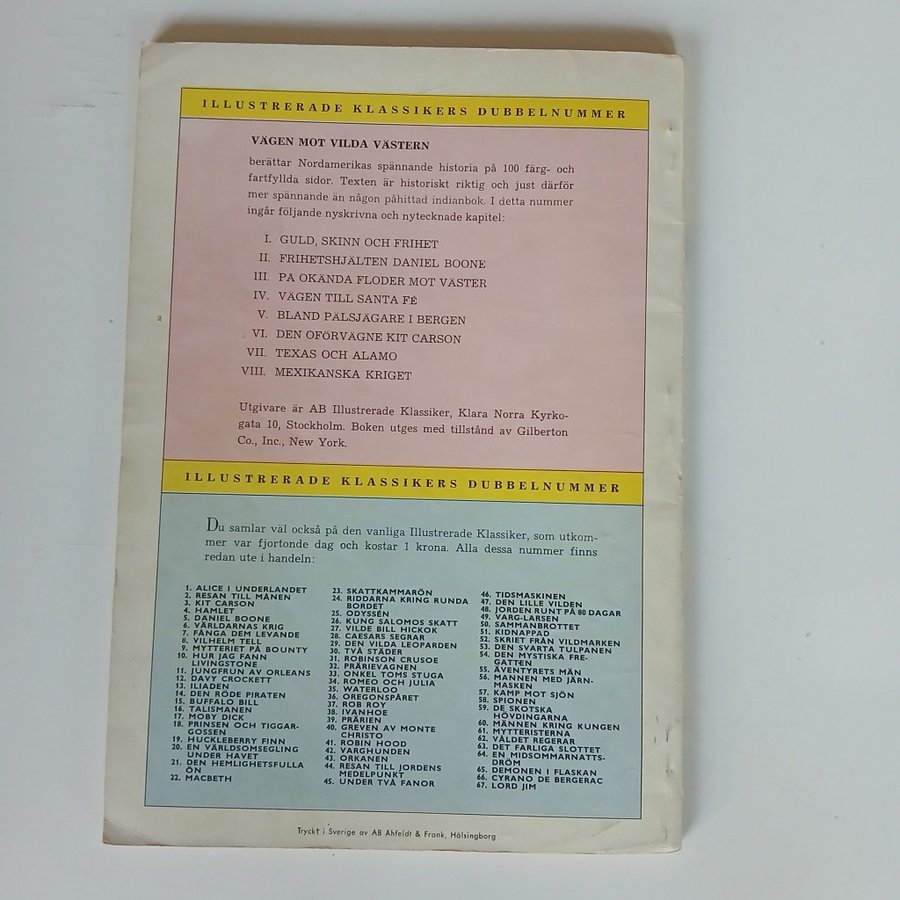 ILLUSTRERADE KLASSIKERS DUBBELNUMMER
VÄGEN MOT VILDA VÄSTERN
berättar Nordamerikas spännande historia på 100 färg- och
fartfyllda sidor. Texten är historiskt riktig och just därför
mer spännande än någon påhittad indianbok. I detta nummer
ingår följande nyskrivna och nytecknade kapitel:
I. GULD, SKINN OCH FRIHET
II. FRIHETSHJÄLTEN DANIEL BOONE
III. PÅ OKÄNDA FLODER MOT VÄSTER
IV. VÄGEN TILL SANTA FÉ
V. BLAND PÄLSJÄGARE I BERGEN
VI. DEN OFÖRVÄGNE KIT CARSON
VII. TEXAS OCH ALAMO
VIII. MEXIKANSKA KRIGET
Utgivare är AB Illustrerade Klassiker, Klara Norra Kyrko-
gata 10, Stockholm. Boken utges med tillstånd av Gilberton
Co., Inc., New York.
ILLUSTRERADE KLASSIKERS DUBBELNUMMER
Du samlar väl också på den vanliga Illustrerade Klassiker, som utkom-
mer var fjortonde dag och kostar 1 krona. Alla dessa nummer finns
redan ute i handeln:
1. ALICE I UNDERLANDET
2. RESAN TILL MÅNEN
3. KIT CARSON
4. HAMLET
5. DANIEL BOONE
6. VÄRLDARNAS KRIG
7. FÅNGA DEM LEVANDE
8. VILHELM TELL
9. MYTTERIET PÅ BOUNTY
10. HUR JAG FANN
LIVINGSTONE
11. JUNGFRUN AV ORLEANS
12. DAVY CROCKETT
13. ILIADEN
14. DEN RÖDE PIRATEN
15. BUFFALO BILL
16. TALISMANEN
17. MOBY DICK
18. PRINSEN OCH TIGGAR-
GOSSEN
19. HUCKLEBERRY FINN
20. EN VÄRLDSOMSEGLING
UNDER HAVET
21. DEN HEMLIGHETSFULLA
ÖN
22. MACBETH
23. SKATTKAMMARÖN
24. RIDDARNA KRING RUNDA
BORDET
25. ODYSSÉN
26. KUNG SALOMOS SKATT
27. VILDE BILL HICKOK
28. CAESARS SEGRAR
29. DEN VILDA LEOPARDEN
30. TVÅ STÄDER
31. ROBINSON CRUSOE
32. PRÄRIEVAGNEN
33. ONKEL TOMS STUGA
34. ROMEO OCH JULIA
35. WATERLOO
36. OREGONSPÅRET
37. ROB ROY
38. IVANHOE
39. PRÄRIEN
40. GREVEN AV MONTE
CHRISTO
41. ROBIN HOOD
42. VARGHUNDEN
43. ORKANEN
44. RESAN TILL JORDENS
MEDELPUNKT
45. UNDER TVÅ FANOR
46. TIDSMASKINEN
47. DEN LILLE VILDEN
48. JORDEN RUNT PÅ 80 DAGAR
49. VARG-LARSEN
50. SAMMANBROTTET
51. KIDNAPPAD
52. SKRIET FRÅN VILDMARKEN
53. DEN SVARTA TULPANEN
54. DEN MYSTISKA FRE-
GATTEN
55. ÄVENTYRETS MÄN
56. MANNEN MED JÄRN-
MASKEN
57. KAMP MOT SJÖN
58. SPIONEN
59. DE SKOTSKA
HÖVDINGARNA
60. MÄNNEN KRING KUNGEN
61. MYTTERISTERNA
62. VÅLDET REGERAR
63. DET FARLIGA SLOTTET
64. EN MIDSOMMARNATTS-
DRÖM
65. DEMONEN I FLASKAN
66. CYRANO DE BERGERAC
67. LORD JIM
Tryckt i Sverige av AB Ahfeldt & Frank, Hälsingborg